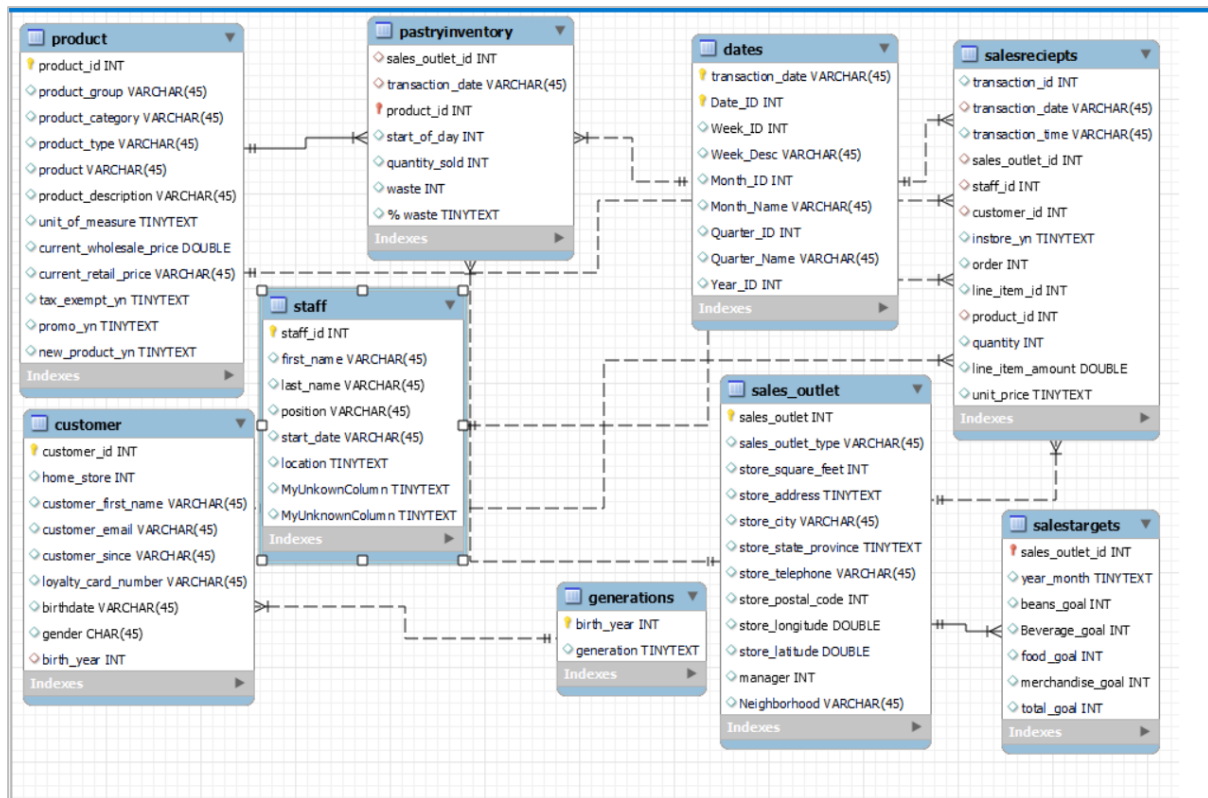 product
product_id INT
product_group VARCHAR(45)
product_category VARCHAR(45)
product_type VARCHAR(45)
product VARCHAR(45)
product_description VARCHAR(45)
unit_of_measure TINYTEXT
current_wholesale_price DOUBLE
current_retail_price VARCHAR(45)
tax_exempt_yn TINYTEXT
promo_yn TINYTEXT
new_product_yn TINYTEXT
Indexes
pastryinventory
sales_outlet_id INT
transaction_date VARCHAR(45)
product_id INT
start_of_day INT
quantity_sold INT
waste INT
% waste TINYTEXT
Indexes
dates
transaction_date VARCHAR(45)
Date_ID INT
Week_ID INT
Week_Desc VARCHAR(45)
Month_ID INT
Month_Name VARCHAR(45)
Quarter_ID INT
Quarter_Name VARCHAR(45)
Year_ID INT
Indexes
salesreciepts
transaction_id INT
transaction_date VARCHAR(45)
transaction_time VARCHAR(45)
sales_outlet_id INT
staff_id INT
customer_id INT
instore_yn TINYTEXT
order INT
line_item_id INT
product_id INT
quantity INT
line_item_amount DOUBLE
unit_price TINYTEXT
Indexes
staff
staff_id INT
first_name VARCHAR(45)
last_name VARCHAR(45)
position VARCHAR(45)
start_date VARCHAR(45)
location TINYTEXT
MyUnkownColumn TINYTEXT
MyUnknownColumn TINYTEXT
Indexes
customer
customer_id INT
home_store INT
customer_first_name VARCHAR(45)
customer_email VARCHAR(45)
customer_since VARCHAR(45)
loyalty_card_number VARCHAR(45)
birthdate VARCHAR(45)
gender CHAR(45)
birth_year INT
Indexes
generations
birth_year INT
generation TINYTEXT
Indexes
sales_outlet
sales_outlet INT
sales_outlet_type VARCHAR(45)
store_square_feet INT
store_address TINYTEXT
store_city VARCHAR(45)
store_state_province TINYTEXT
store_telephone VARCHAR(45)
store_postal_code INT
store_longitude DOUBLE
store_latitude DOUBLE
manager INT
Neighborhood VARCHAR(45)
Indexes
salestargets
sales_outlet_id INT
year_month TINYTEXT
beans_goal INT
Beverage_goal INT
food_goal INT
merchandise_goal INT
total_goal INT
Indexes